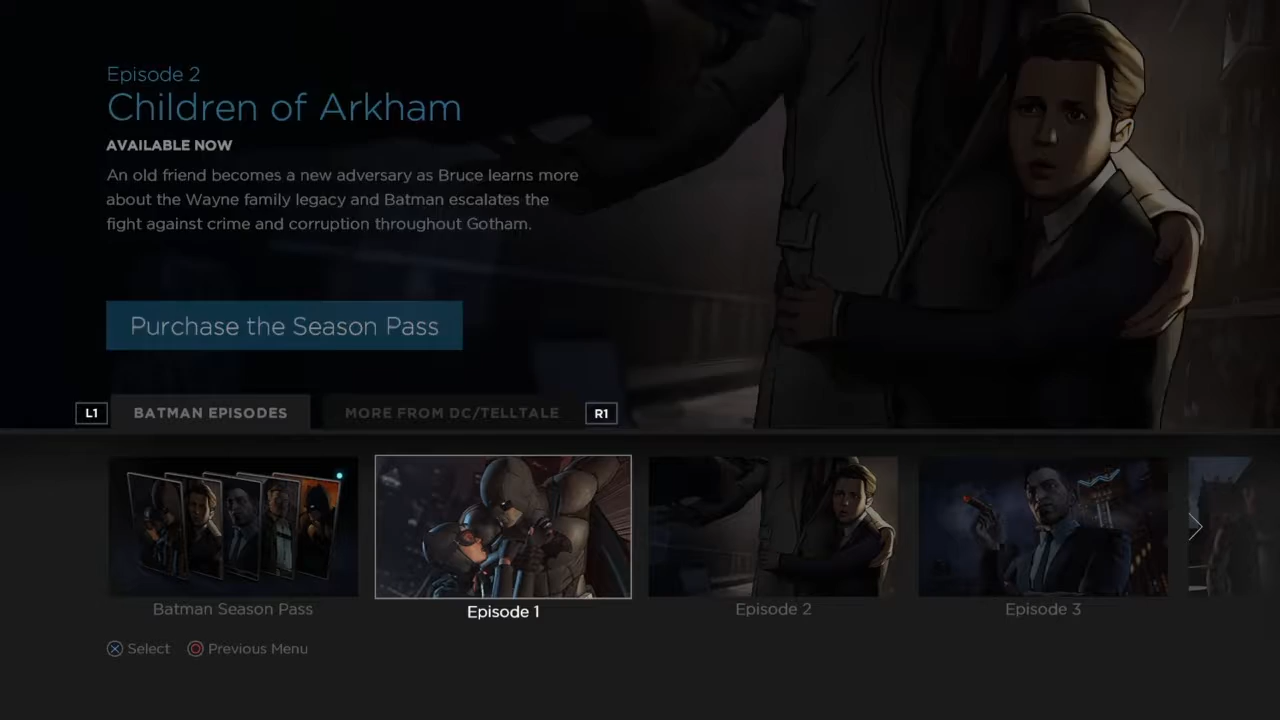 Episode 2
Children of Arkham
AVAILABLE NOW
An old friend becomes a new adversary as Bruce learns more
about the Wayne family legacy and Batman escalates the
fight against crime and corruption throughout Gotham.
Purchase the Season Pass
L1 BATMAN EPISODES MORE FROM DC/TELLTALE R1
Batman Season Pass Episode 1 Episode 2 Episode 3
Select Previous Menu